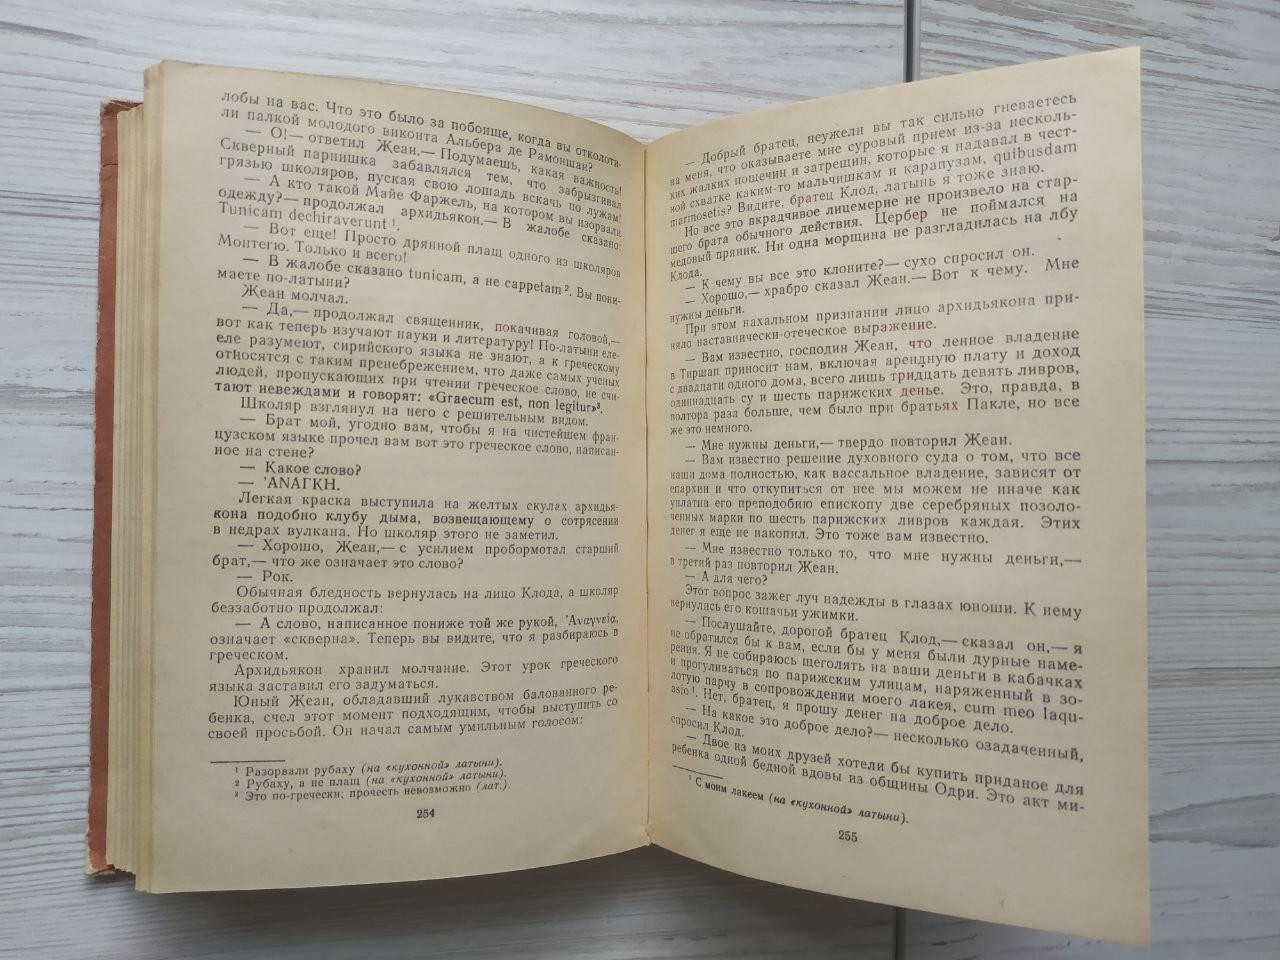 лобы на вас. Что это было за побоище, когда вы отколоти-
ли палкой молодого виконта Альбера де Рамоншан?
— О!— ответил Жеан.— Подумаешь, какая важность!
Скверный парнишка забавлялся тем, что забрызгивал
грязью школяров, пуская свою лошадь вскачь по лужам!
— А кто такой Майе Фаржель, на котором вы изорвали
одежду?— продолжал архидьякон.— В жалобе сказано:
Tunicam dechiraverunt ¹.
— Вот еще! Просто дрянной плащ одного из школяров
Монтегю. Только и всего!
— В жалобе сказано tunicam, а не cappetam ². Вы пони-
маете по-латыни?
Жеан молчал.
— Да,— продолжал священник, покачивая головой,—
вот как теперь изучают науки и литературу! По-латыни еле-
еле разумеют, сирийского языка не знают, а к греческому
относятся с таким пренебрежением, что даже самых ученых
людей, пропускающих при чтении греческое слово, не счи-
тают невеждами и говорят: «Graecum est, non legitur»³.
Школяр взглянул на него с решительным видом.
— Брат мой, угодно вам, чтобы я на чистейшем фран-
цузском языке прочел вам вот это греческое слово, написан-
ное на стене?
— Какое слово?
— 'ΑΝΑΓΚΗ.
Легкая краска выступила на желтых скулах архидья-
кона подобно клубу дыма, возвещающему о сотрясении
в недрах вулкана. Но школяр этого не заметил.
— Хорошо, Жеан,— с усилием пробормотал старший
брат,— что же означает это слово?
— Рок.
Обычная бледность вернулась на лицо Клода, а школяр
беззаботно продолжал:
— А слово, написанное пониже той же рукой, 'Αναγνεία,
означает «скверна». Теперь вы видите, что я разбираюсь в
греческом.
Архидьякон хранил молчание. Этот урок греческого
языка заставил его задуматься.
Юный Жеан, обладавший лукавством балованного ре-
бенка, счел этот момент подходящим, чтобы выступить со
своей просьбой. Он начал самым умильным голосом:
¹ Разорвали рубаху (на «кухонной» латыни).
² Рубаху, а не плащ (на «кухонной» латыни).
³ Это по-гречески; прочесть невозможно (лат.).
254
— Добрый братец, неужели вы так сильно гневаетесь
на меня, что оказываете мне суровый прием из-за несколь-
ких жалких пощечин и затрещин, которые я надавал в чест-
ной схватке каким-то мальчишкам и карапузам, quibusdam
marmosetis? Видите, братец Клод, латынь я тоже знаю.
Но все это вкрадчивое лицемерие не произвело на стар-
шего брата обычного действия. Цербер не поймался на
медовый пряник. Ни одна морщина не разгладилась на лбу
Клода.
— К чему вы все это клоните?— сухо спросил он.
— Хорошо,— храбро сказал Жеан.— Вот к чему. Мне
нужны деньги.
При этом нахальном признании лицо архидьякона при-
няло наставнически-отеческое выражение.
— Вам известно, господин Жеан, что ленное владение
в Тиршап приносит нам, включая арендную плату и доход
с двадцати одного дома, всего лишь тридцать девять ливров,
одиннадцать су и шесть парижских денье. Это, правда, в
полтора раза больше, чем было при братьях Пакле, но все
же это немного.
— Мне нужны деньги,— твердо повторил Жеан.
— Вам известно решение духовного суда о том, что все
наши дома полностью, как вассальное владение, зависят от
епархии и что откупиться от нее мы можем не иначе как
уплатив его преподобию епископу две серебряных позоло-
ченных марки по шесть парижских ливров каждая. Этих
денег я еще не накопил. Это тоже вам известно.
— Мне известно только то, что мне нужны деньги,—
в третий раз повторил Жеан.
— А для чего?
Этот вопрос зажег луч надежды в глазах юноши. К нему
вернулись его кошачьи ужимки.
— Послушайте, дорогой братец Клод,— сказал он,— я
не обратился бы к вам, если бы у меня были дурные наме-
рения. Я не собираюсь щеголять на ваши деньги в кабачках
и прогуливаться по парижским улицам, наряженный в зо-
лотую парчу в сопровождении моего лакея, cum meo laqu-
asio ¹. Нет, братец, я прошу денег на доброе дело.
— На какое это доброе дело?— несколько озадаченный,
спросил Клод.
— Двое из моих друзей хотели бы купить приданое для
ребенка одной бедной вдовы из общины Одри. Это акт ми-
¹ С моим лакеем (на «кухонной» латыни).
255